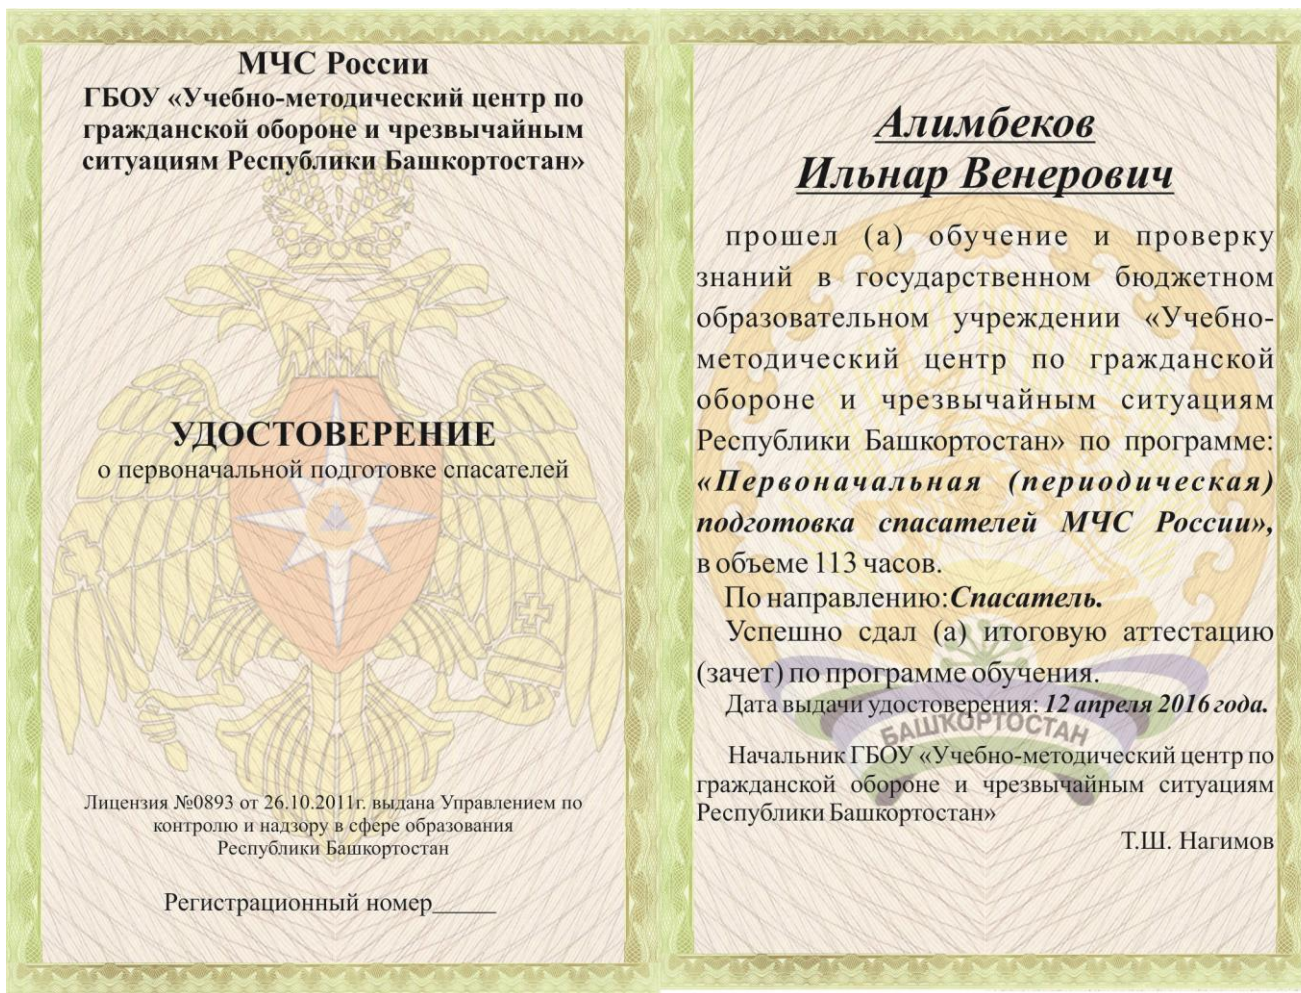 МЧС России
ГБОУ «Учебно-методический центр по
гражданской обороне и чрезвычайным
ситуациям Республики Башкортостан»
УДОСТОВЕРЕНИЕ
о первоначальной подготовке спасателей
Лицензия №0893 от 26.10.2011г. выдана Управлением по
контролю и надзору в сфере образования
Республики Башкортостан
Регистрационный номер_____
Алимбеков
Ильнар Венерович
прошел (а) обучение и проверку
знаний в государственном бюджетном
образовательном учреждении «Учебно-
методический центр по гражданской
обороне и чрезвычайным ситуациям
Республики Башкортостан» по программе:
«Первоначальная (периодическая)
подготовка спасателей МЧС России»,
в объеме 113 часов.
По направлению:Спасатель.
Успешно сдал (а) итоговую аттестацию
(зачет) по программе обучения.
Дата выдачи удостоверения: 12 апреля 2016 года.
БАШКОРТОСТАН
Начальник ГБОУ «Учебно-методический центр по
гражданской обороне и чрезвычайным ситуациям
Республики Башкортостан»
Т.Ш. Нагимов